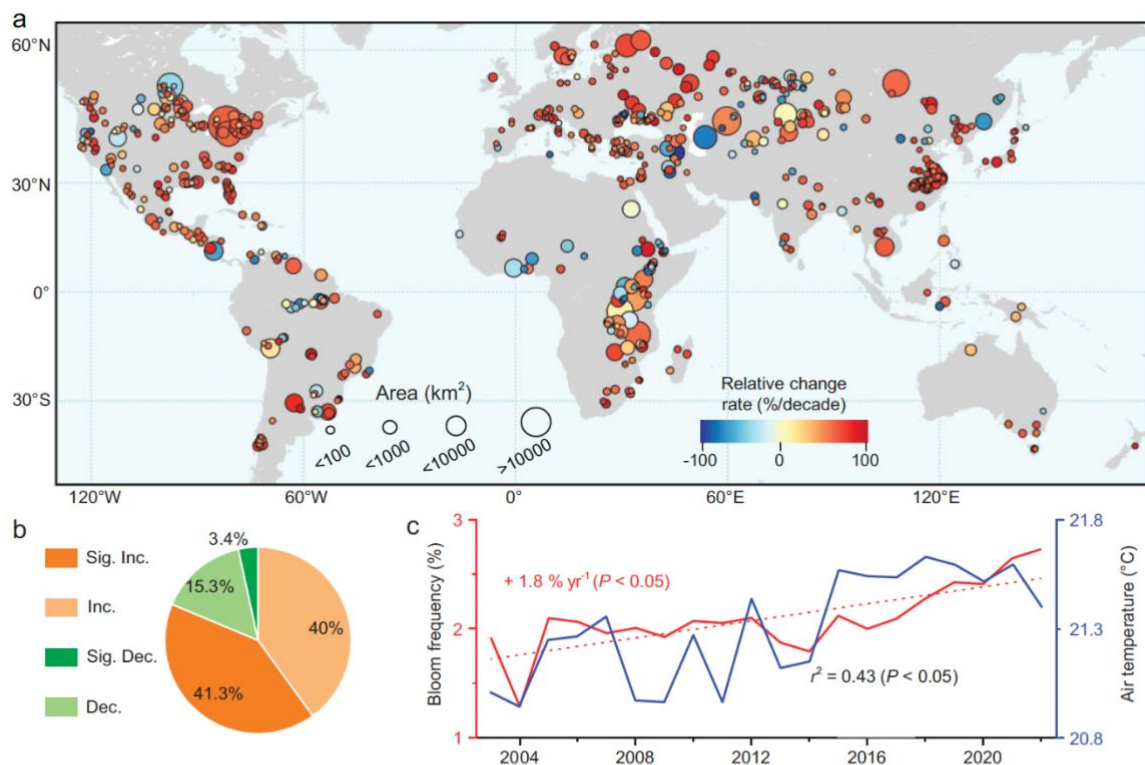 a
60°N
30°N
0°
30°S
Area (km²)
<100
<1000
<10000
>10000
Relative change
rate (%/decade)
-100
0
100
120°W
60°W
0°
60°E
120°E
b
Sig. Inc.
Inc.
Sig. Dec.
Dec.
3.4%
15.3%
40%
41.3%
c
Bloom frequency (%)
3
2
1
+ 1.8 % yr⁻¹ (P < 0.05)
r² = 0.43 (P < 0.05)
21.8
21.3
20.8
Air temperature (°C)
2004
2008
2012
2016
2020